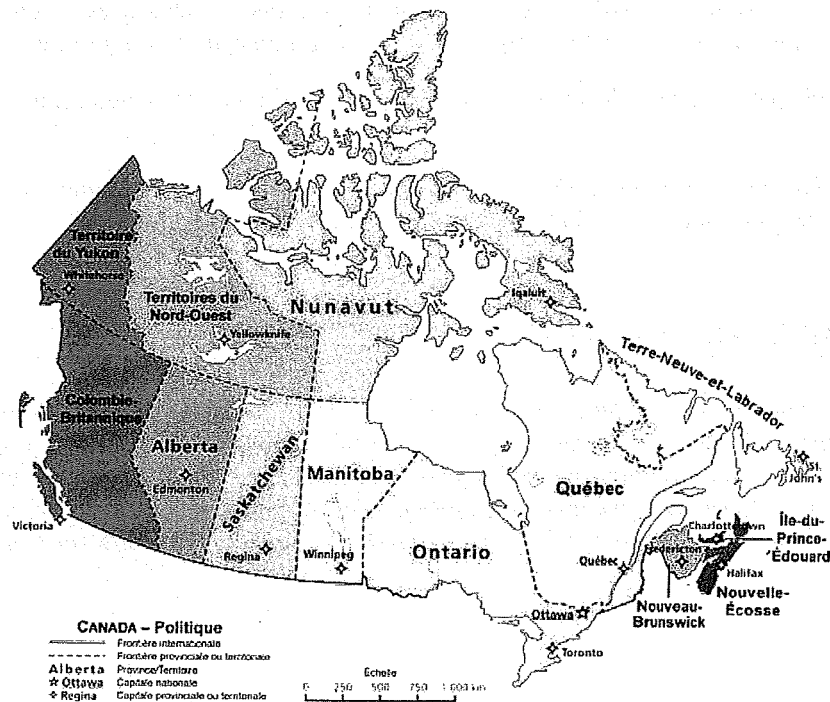 Territoire
du Yukon
Whitehorse
Territoires du
Nord-Ouest
Yellowknife
Nunavut
Iqaluit
Terre-Neuve-et-Labrador
Colombie-
Britannique
Alberta
Edmonton
Saskatchewan
Manitoba
Québec
St.
John's
Victoria
Regina
Winnipeg
Ontario
Québec
Charlottetown
Île-du-
Prince-
Édouard
Fredericton
Halifax
Nouvelle-
Écosse
Nouveau-
Brunswick
Ottawa
Toronto
CANADA – Politique
Frontière internationale
Frontière provinciale ou territoriale
Alberta Province/Territoire
Ottawa Capitale nationale
Regina Capitale provinciale ou territoriale
Échelle
0 250 500 750 1 000 km